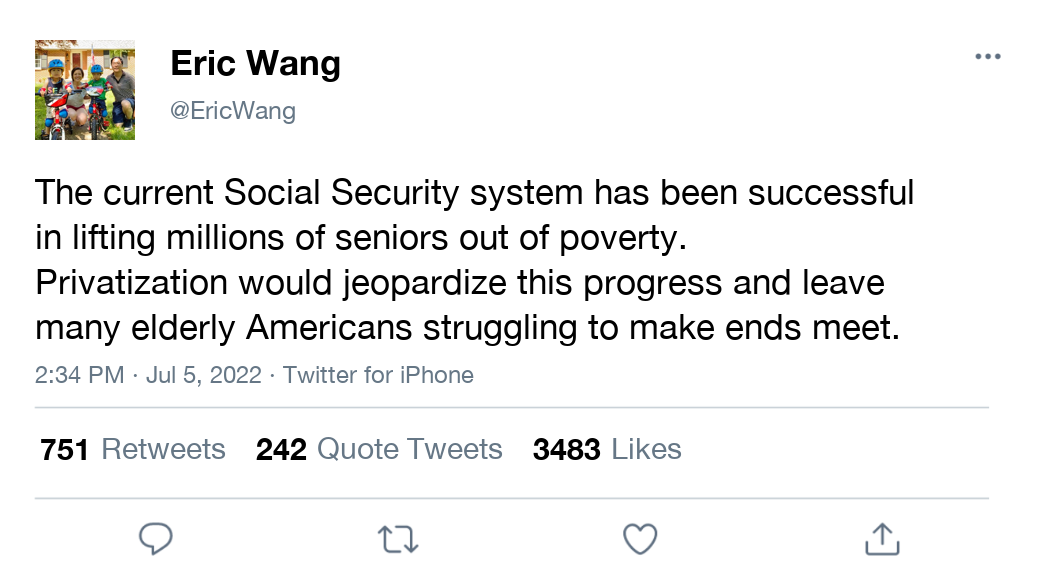 Eric Wang
@EricWang
The current Social Security system has been successful
in lifting millions of seniors out of poverty.
Privatization would jeopardize this progress and leave
many elderly Americans struggling to make ends meet.
2:34 PM · Jul 5, 2022 · Twitter for iPhone
751 Retweets 242 Quote Tweets 3483 Likes